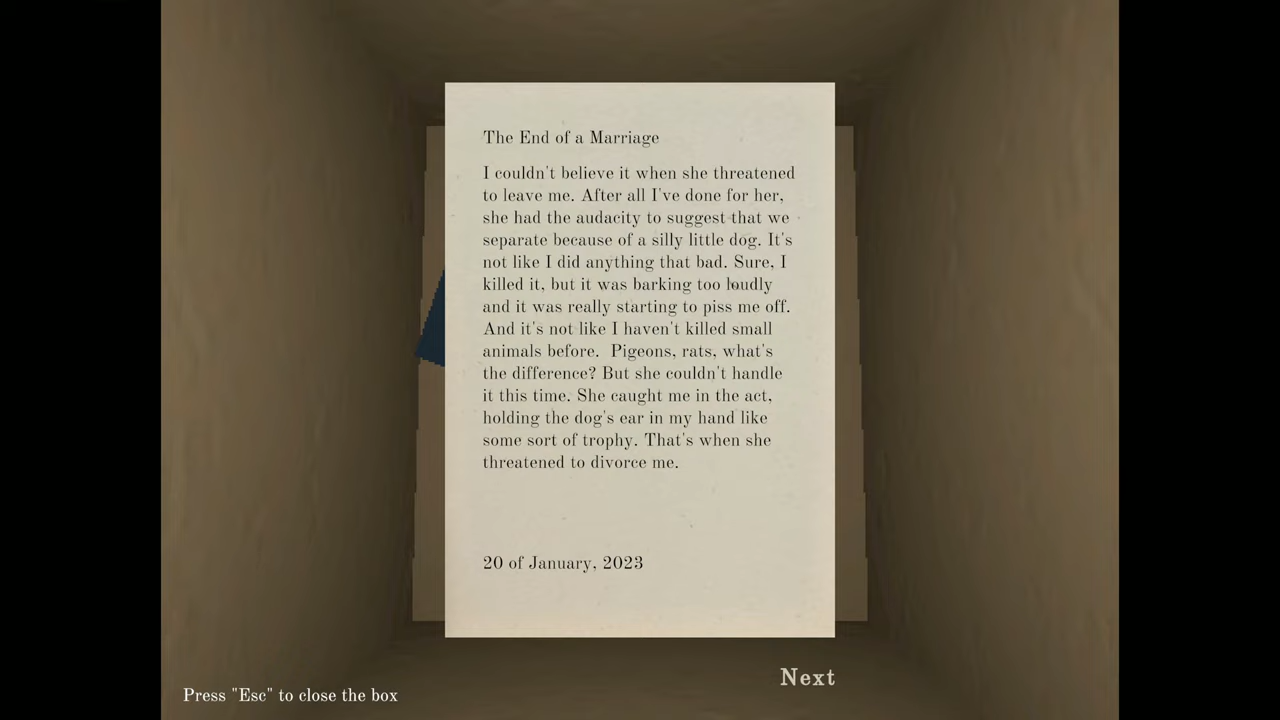 The End of a Marriage
I couldn't believe it when she threatened
to leave me. After all I've done for her,
she had the audacity to suggest that we
separate because of a silly little dog. It's
not like I did anything that bad. Sure, I
killed it, but it was barking too loudly
and it was really starting to piss me off.
And it's not like I haven't killed small
animals before.  Pigeons, rats, what's
the difference? But she couldn't handle
it this time. She caught me in the act,
holding the dog's ear in my hand like
some sort of trophy. That's when she
threatened to divorce me.
20 of January, 2023
Next
Press "Esc" to close the box